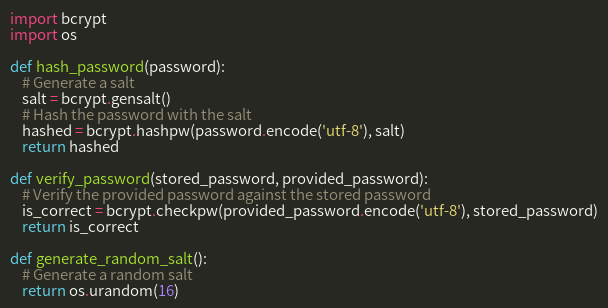 import bcrypt
import os

def hash_password(password):
    # Generate a salt
    salt = bcrypt.gensalt()
    # Hash the password with the salt
    hashed = bcrypt.hashpw(password.encode('utf-8'), salt)
    return hashed

def verify_password(stored_password, provided_password):
    # Verify the provided password against the stored password
    is_correct = bcrypt.checkpw(provided_password.encode('utf-8'), stored_password)
    return is_correct

def generate_random_salt():
    # Generate a random salt
    return os.urandom(16)